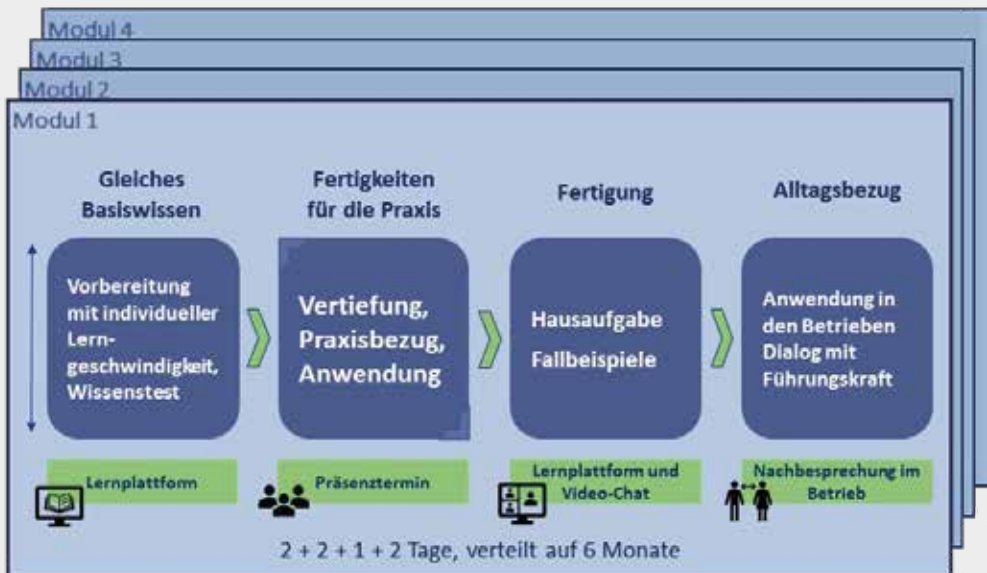 Modul 4
Modul 3
Modul 2
Modul 1
Gleiches
Basiswissen
Vorbereitung
mit individueller
Lern-
geschwindigkeit,
Wissenstest
Lernplattform
Fertigkeiten
für die Praxis
Vertiefung,
Praxisbezug,
Anwendung
Präsenztermin
Fertigung
Hausaufgabe
Fallbeispiele
Lernplattform und
Video-Chat
Alltagsbezug
Anwendung in
den Betrieben
Dialog mit
Führungskraft
Nachbesprechung im
Betrieb
2 + 2 + 1 + 2 Tage, verteilt auf 6 Monate